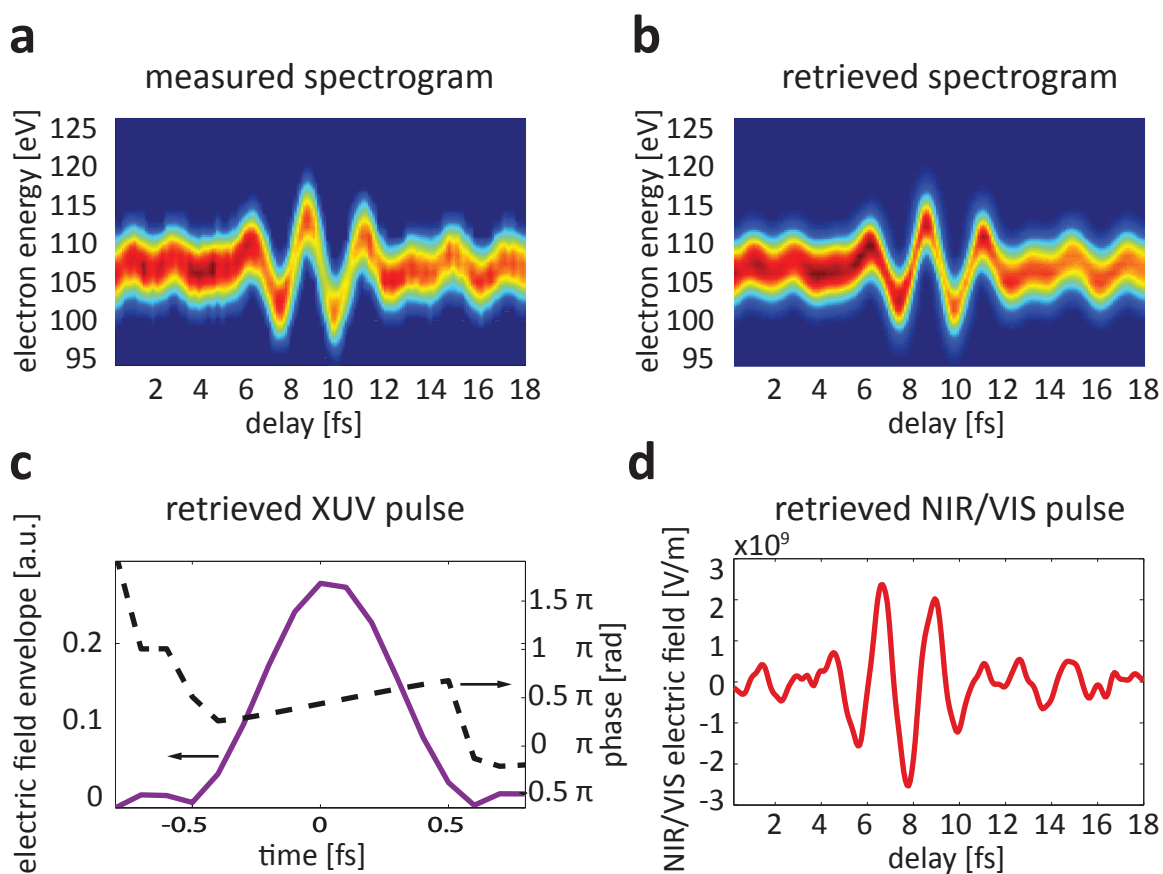 a
measured spectrogram
electron energy [eV]
125
120
115
110
105
100
95
2 4 6 8 10 12 14 16 18
delay [fs]
b
retrieved spectrogram
electron energy [eV]
125
120
115
110
105
100
95
2 4 6 8 10 12 14 16 18
delay [fs]
c
retrieved XUV pulse
electric field envelope [a.u.]
0.2
0.1
0
1.5 π
1 π
0.5 π
0 π
0.5 π
phase [rad]
-0.5 0 0.5
time [fs]
d
retrieved NIR/VIS pulse
x10⁹
NIR/VIS electric field [V/m]
3
2
1
0
-1
-2
-3
2 4 6 8 10 12 14 16 18
delay [fs]